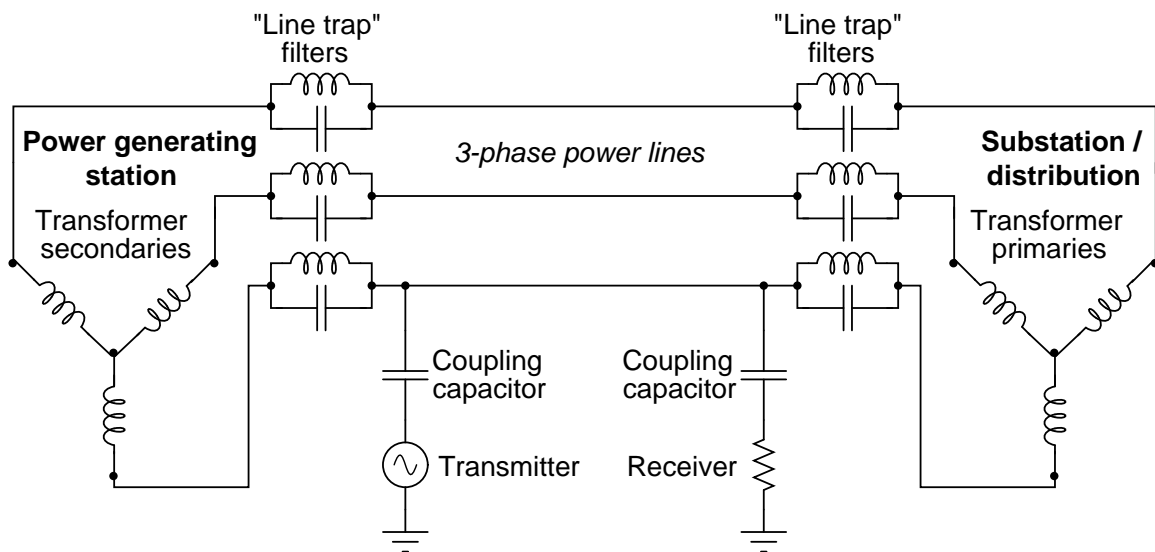 "Line trap"
filters
"Line trap"
filters
Power generating
station
3-phase power lines
Substation /
distribution
Transformer
secondaries
Transformer
primaries
Coupling
capacitor
Coupling
capacitor
Transmitter
Receiver